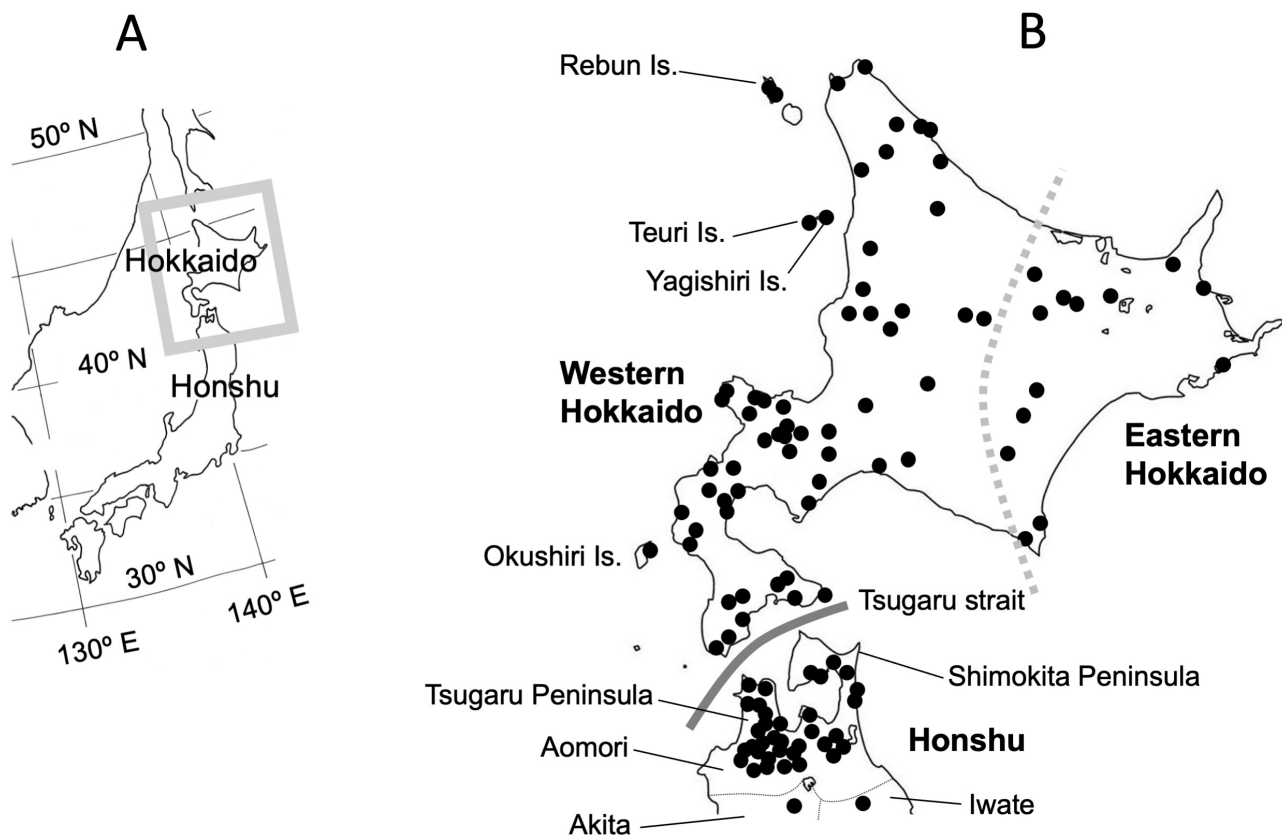 A
50º N
Hokkaido
40º N
Honshu
30º N
140º E
130º E
B
Rebun Is.
Teuri Is.
Yagishiri Is.
Western
Hokkaido
Eastern
Hokkaido
Okushiri Is.
Tsugaru strait
Shimokita Peninsula
Tsugaru Peninsula
Honshu
Aomori
Iwate
Akita